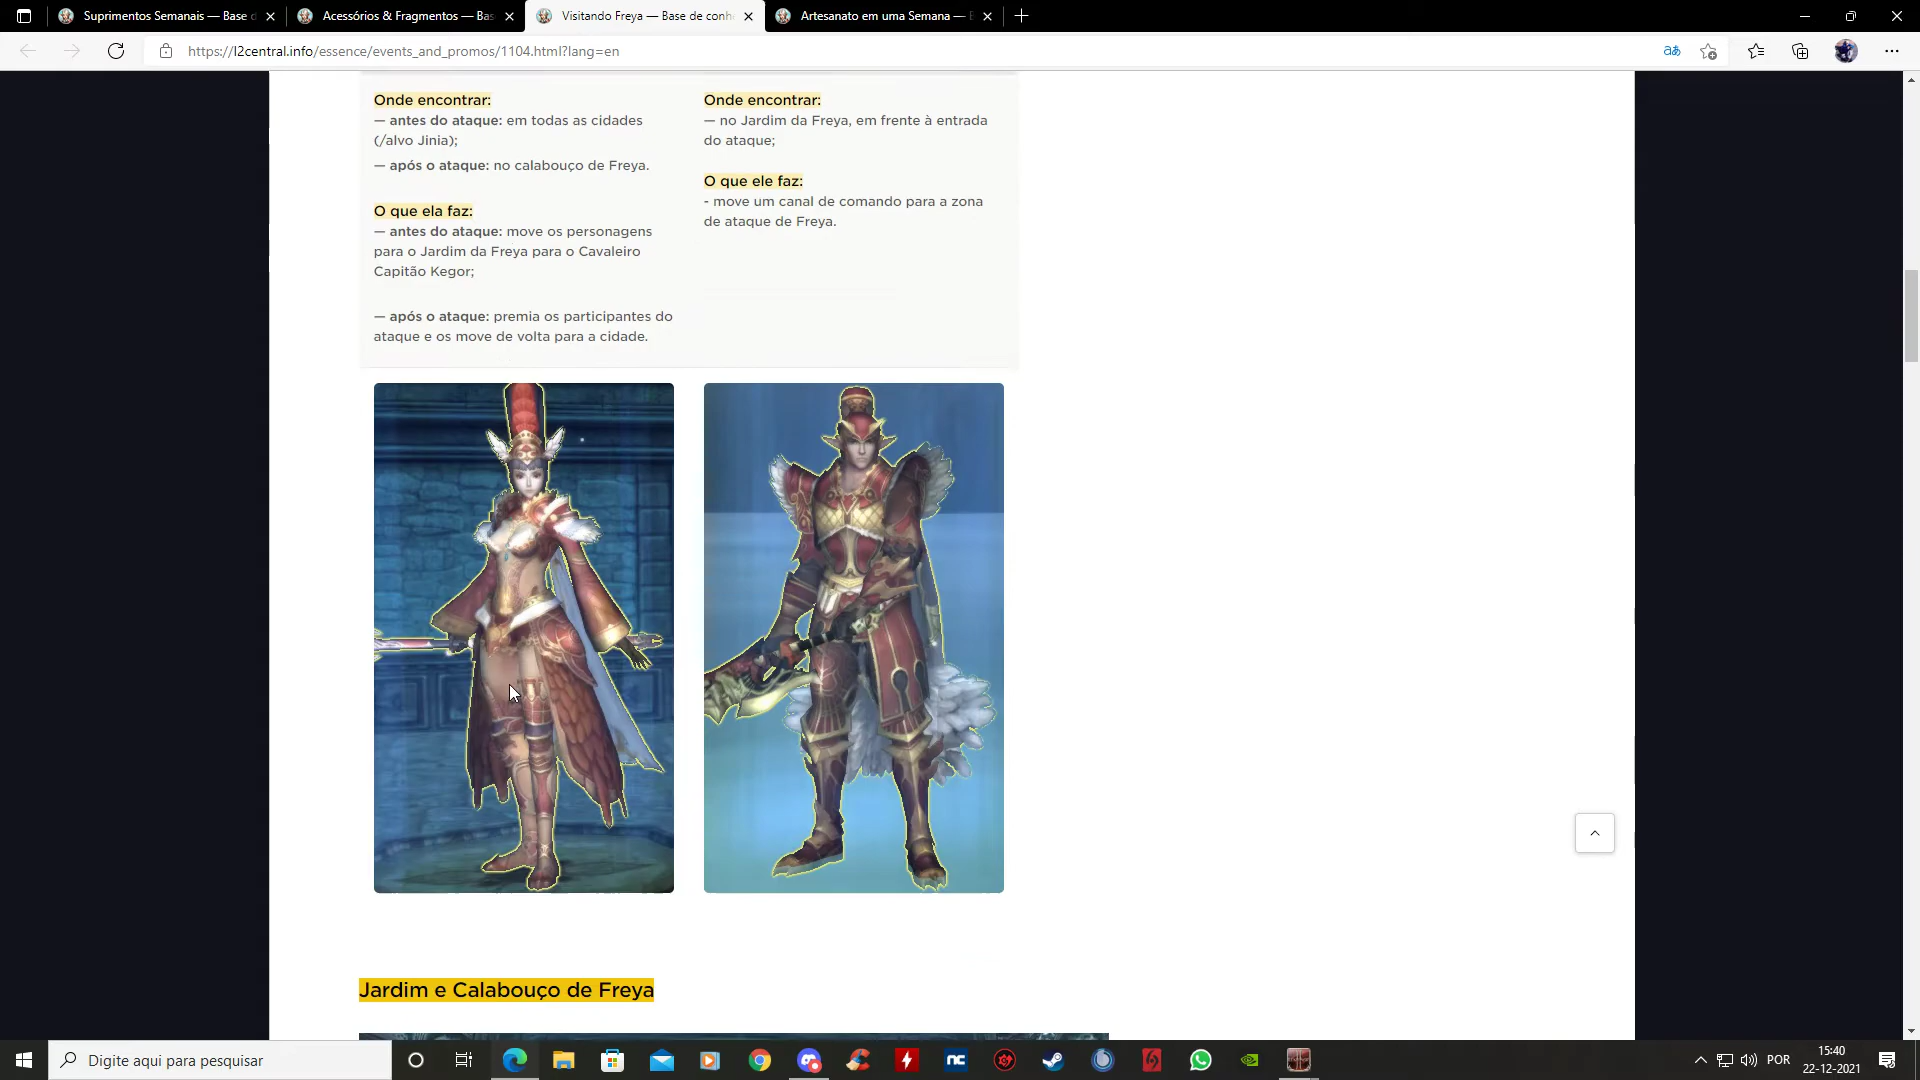 Suprimentos Semanais — Base d
Acessórios & Fragmentos — Bas
Visitando Freya — Base de conh
Artesanato em uma Semana — B
https://l2central.info/essence/events_and_promos/1104.html?lang=en
Onde encontrar:
— antes do ataque: em todas as cidades
(/alvo Jinia);
— após o ataque: no calabouço de Freya.
O que ela faz:
— antes do ataque: move os personagens
para o Jardim da Freya para o Cavaleiro
Capitão Kegor;
— após o ataque: premia os participantes do
ataque e os move de volta para a cidade.
Onde encontrar:
— no Jardim da Freya, em frente à entrada
do ataque;
O que ele faz:
- move um canal de comando para a zona
de ataque de Freya.
Jardim e Calabouço de Freya
Digite aqui para pesquisar
POR
15:40
22-12-2021